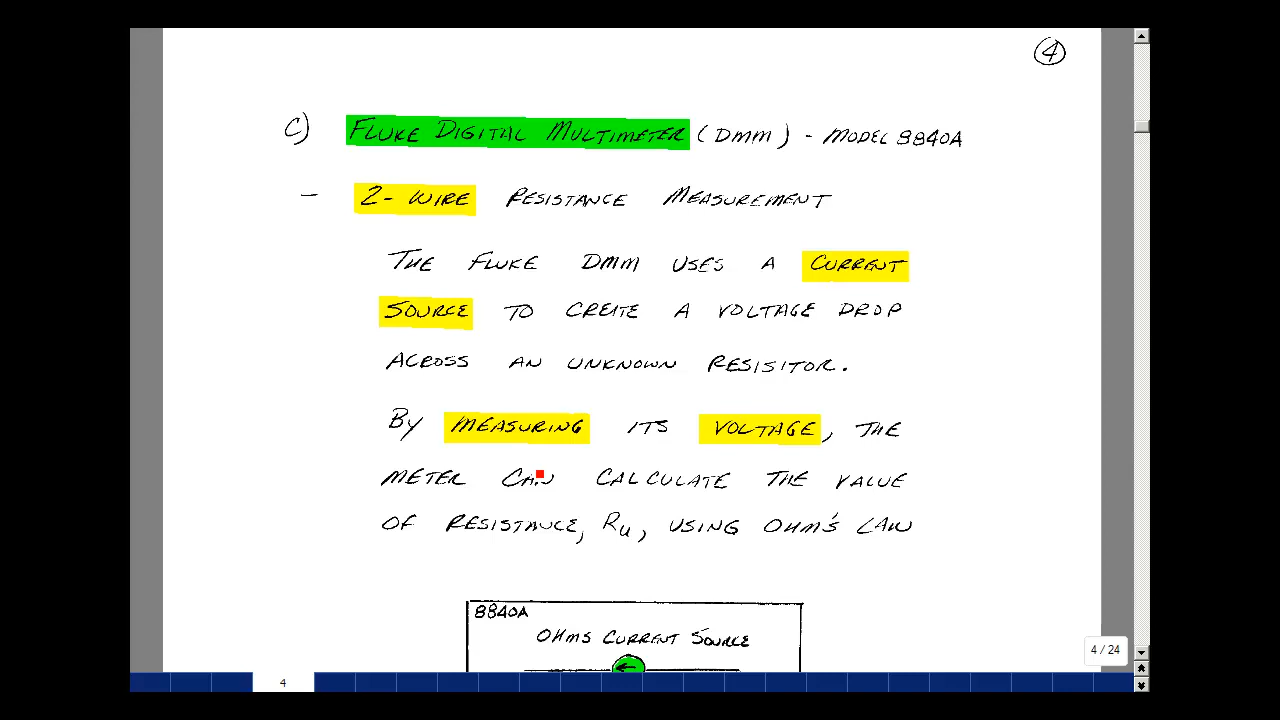 4
C) FLUKE DIGITAL MULTIMETER (DMM) - MODEL 8840A
- 2-WIRE RESISTANCE MEASUREMENT
THE FLUKE DMM USES A CURRENT
SOURCE TO CREATE A VOLTAGE DROP
ACROSS AN UNKNOWN RESISITOR.
BY MEASURING ITS VOLTAGE, THE
METER CAN CALCULATE THE VALUE
OF RESISTANCE, RU, USING OHM'S LAW
8840A
OHMS CURRENT SOURCE
4 / 24
4